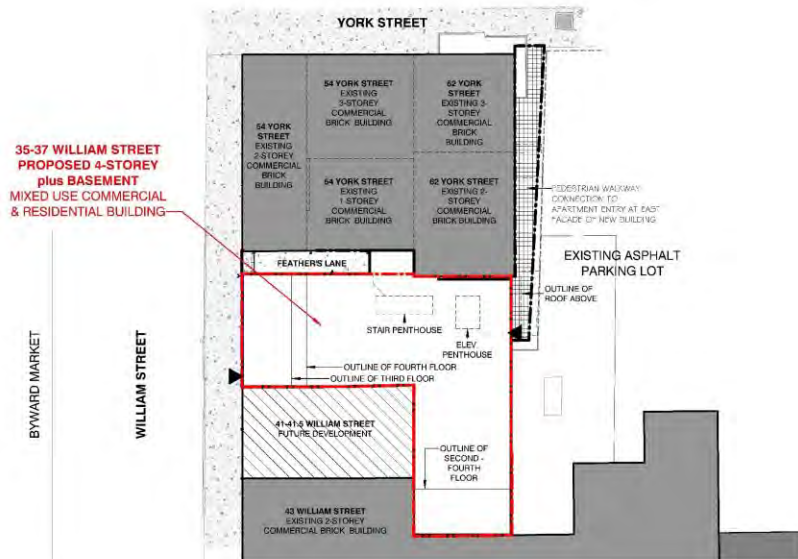 YORK STREET
54 YORK
STREET
EXISTING
2-STOREY
COMMERCIAL
BRICK
BUILDING
54 YORK STREET
EXISTING
3-STOREY
COMMERCIAL
BRICK BUILDING
62 YORK
STREET
EXISTING 3-
STOREY
COMMERCIAL
BRICK
BUILDING
54 YORK STREET
EXISTING
1-STOREY
COMMERCIAL
BRICK BUILDING
62 YORK STREET
EXISTING 2-
STOREY
COMMERCIAL
BRICK BUILDING
35-37 WILLIAM STREET
PROPOSED 4-STOREY
plus BASEMENT
MIXED USE COMMERCIAL
& RESIDENTIAL BUILDING
PEDESTRIAN WALKWAY
CONNECTION TO
APARTMENT ENTRY AT EAST
FACADE OF NEW BUILDING
EXISTING ASPHALT
PARKING LOT
OUTLINE OF
ROOF ABOVE
FEATHER'S LANE
STAIR PENTHOUSE
ELEV.
PENTHOUSE
OUTLINE OF FOURTH FLOOR
OUTLINE OF THIRD FLOOR
BYWARD MARKET
WILLIAM STREET
41-41.5 WILLIAM STREET
FUTURE DEVELOPMENT
OUTLINE OF
SECOND -
FOURTH
FLOOR
43 WILLIAM STREET
EXISTING 2-STOREY
COMMERCIAL BRICK BUILDING